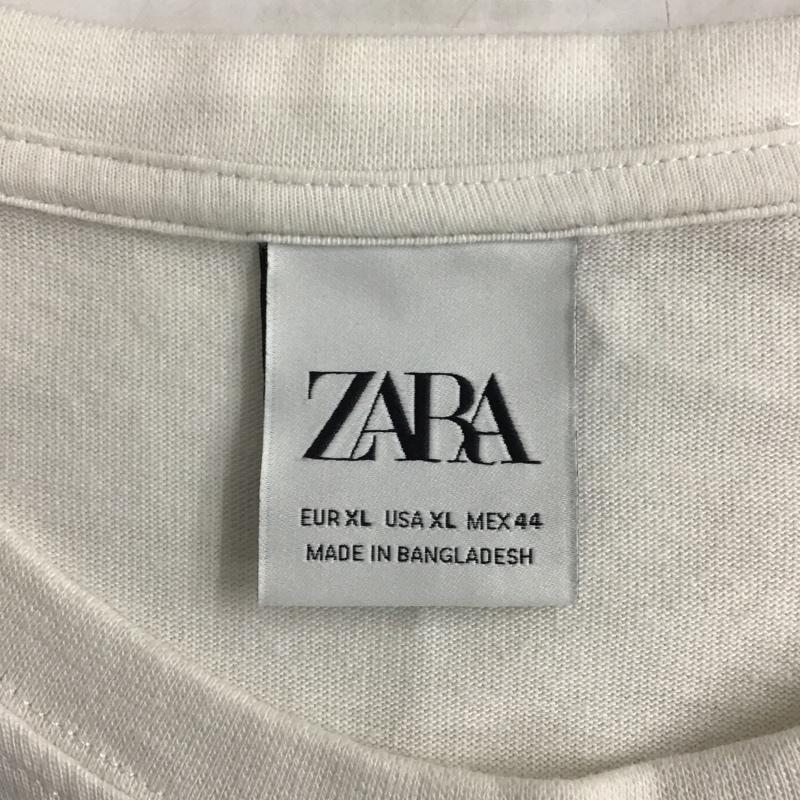 ZARA
EUR XL USA XL MEX 44
MADE IN BANGLADESH